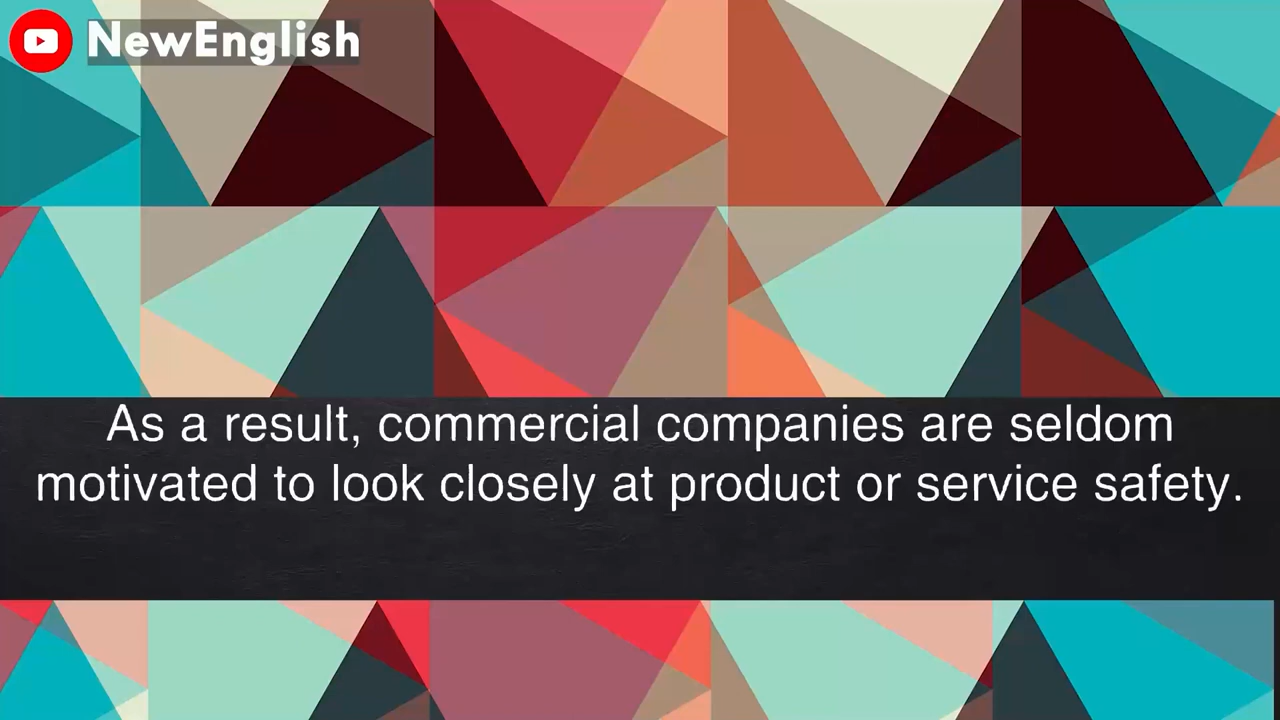 NewEnglish
As a result, commercial companies are seldom
motivated to look closely at product or service safety.